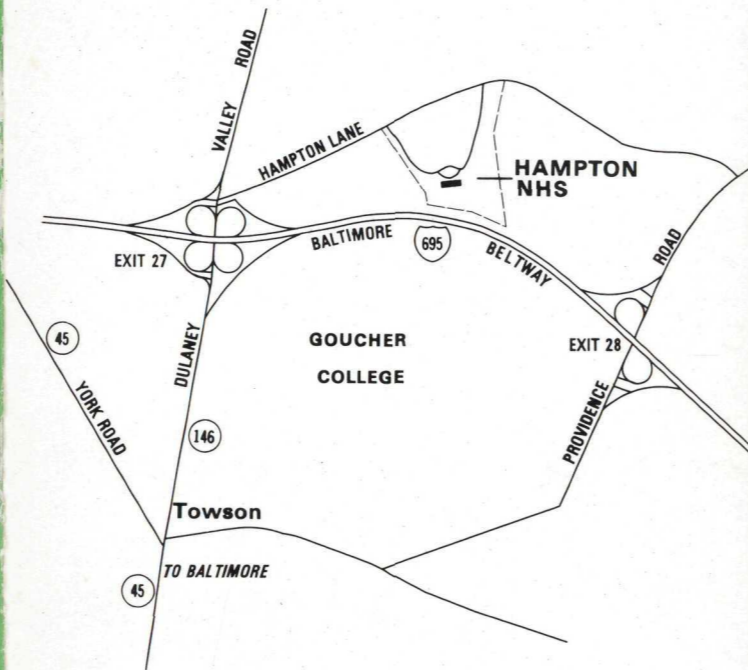 VALLEY ROAD
HAMPTON LANE
HAMPTON
NHS
BALTIMORE
695
BELTWAY
EXIT 27
ROAD
45
GOUCHER
COLLEGE
EXIT 28
DULANEY
YORK ROAD
146
PROVIDENCE
Towson
TO BALTIMORE
45